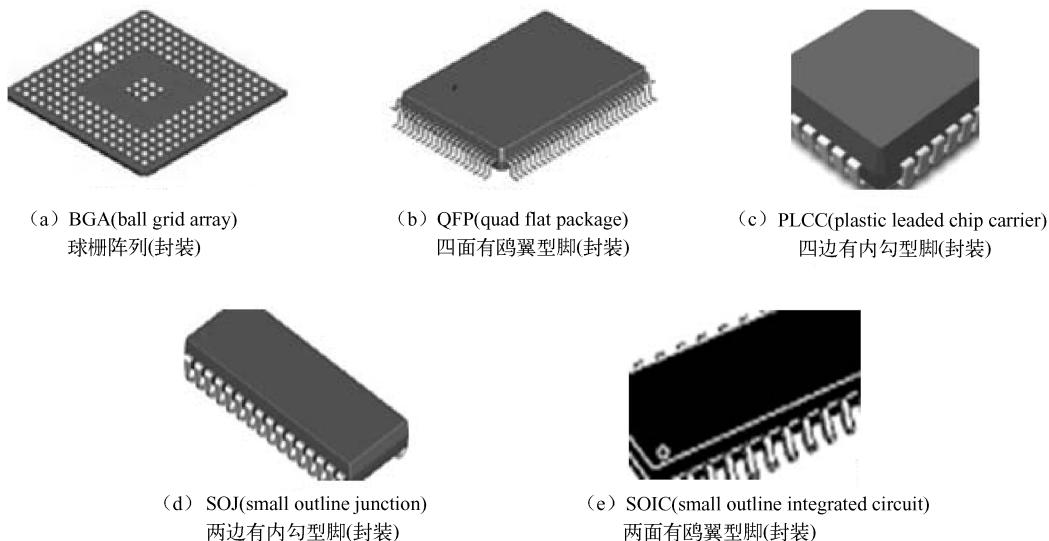 (a) BGA(ball grid array)
球栅阵列(封装)
(b) QFP(quad flat package)
四面有鸥翼型脚(封装)
(c) PLCC(plastic leaded chip carrier)
四边有内勾型脚(封装)
(d) SOJ(small outline junction)
两边有内勾型脚(封装)
(e) SOIC(small outline integrated circuit)
两面有鸥翼型脚(封装)